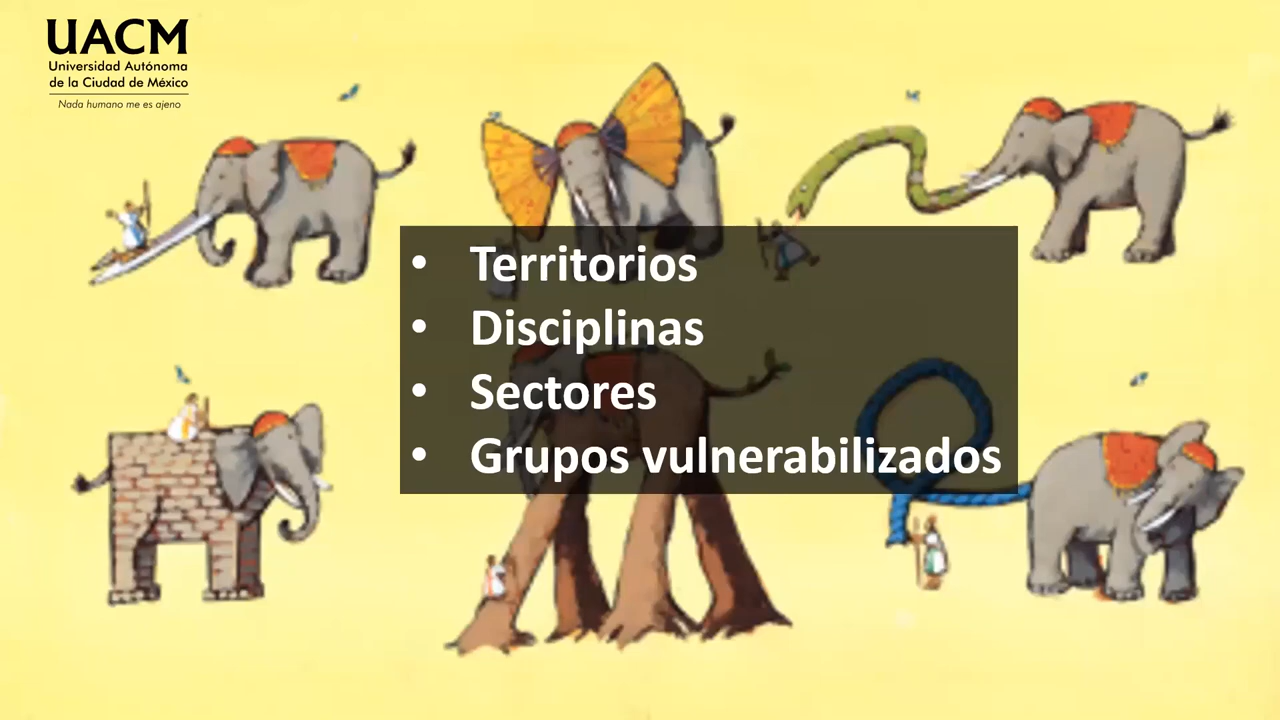 UACM
Universidad Autónoma
de la Ciudad de México
Nada humano me es ajeno
• Territorios
• Disciplinas
• Sectores
• Grupos vulnerabilizados